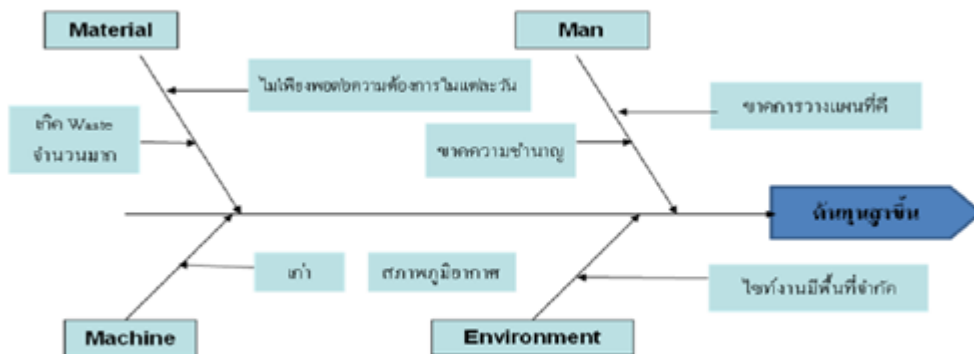 Material
Man
ไม่เพียงพอต่อความต้องการในแต่ละวัน
ขาดการวางแผนที่ดี
เกิด Waste
จำนวนมาก
ขาดความชำนาญ
ต้นทุนสูงขึ้น
เก่า
สภาพภูมิอากาศ
ไซท์งานมีพื้นที่จำกัด
Machine
Environment